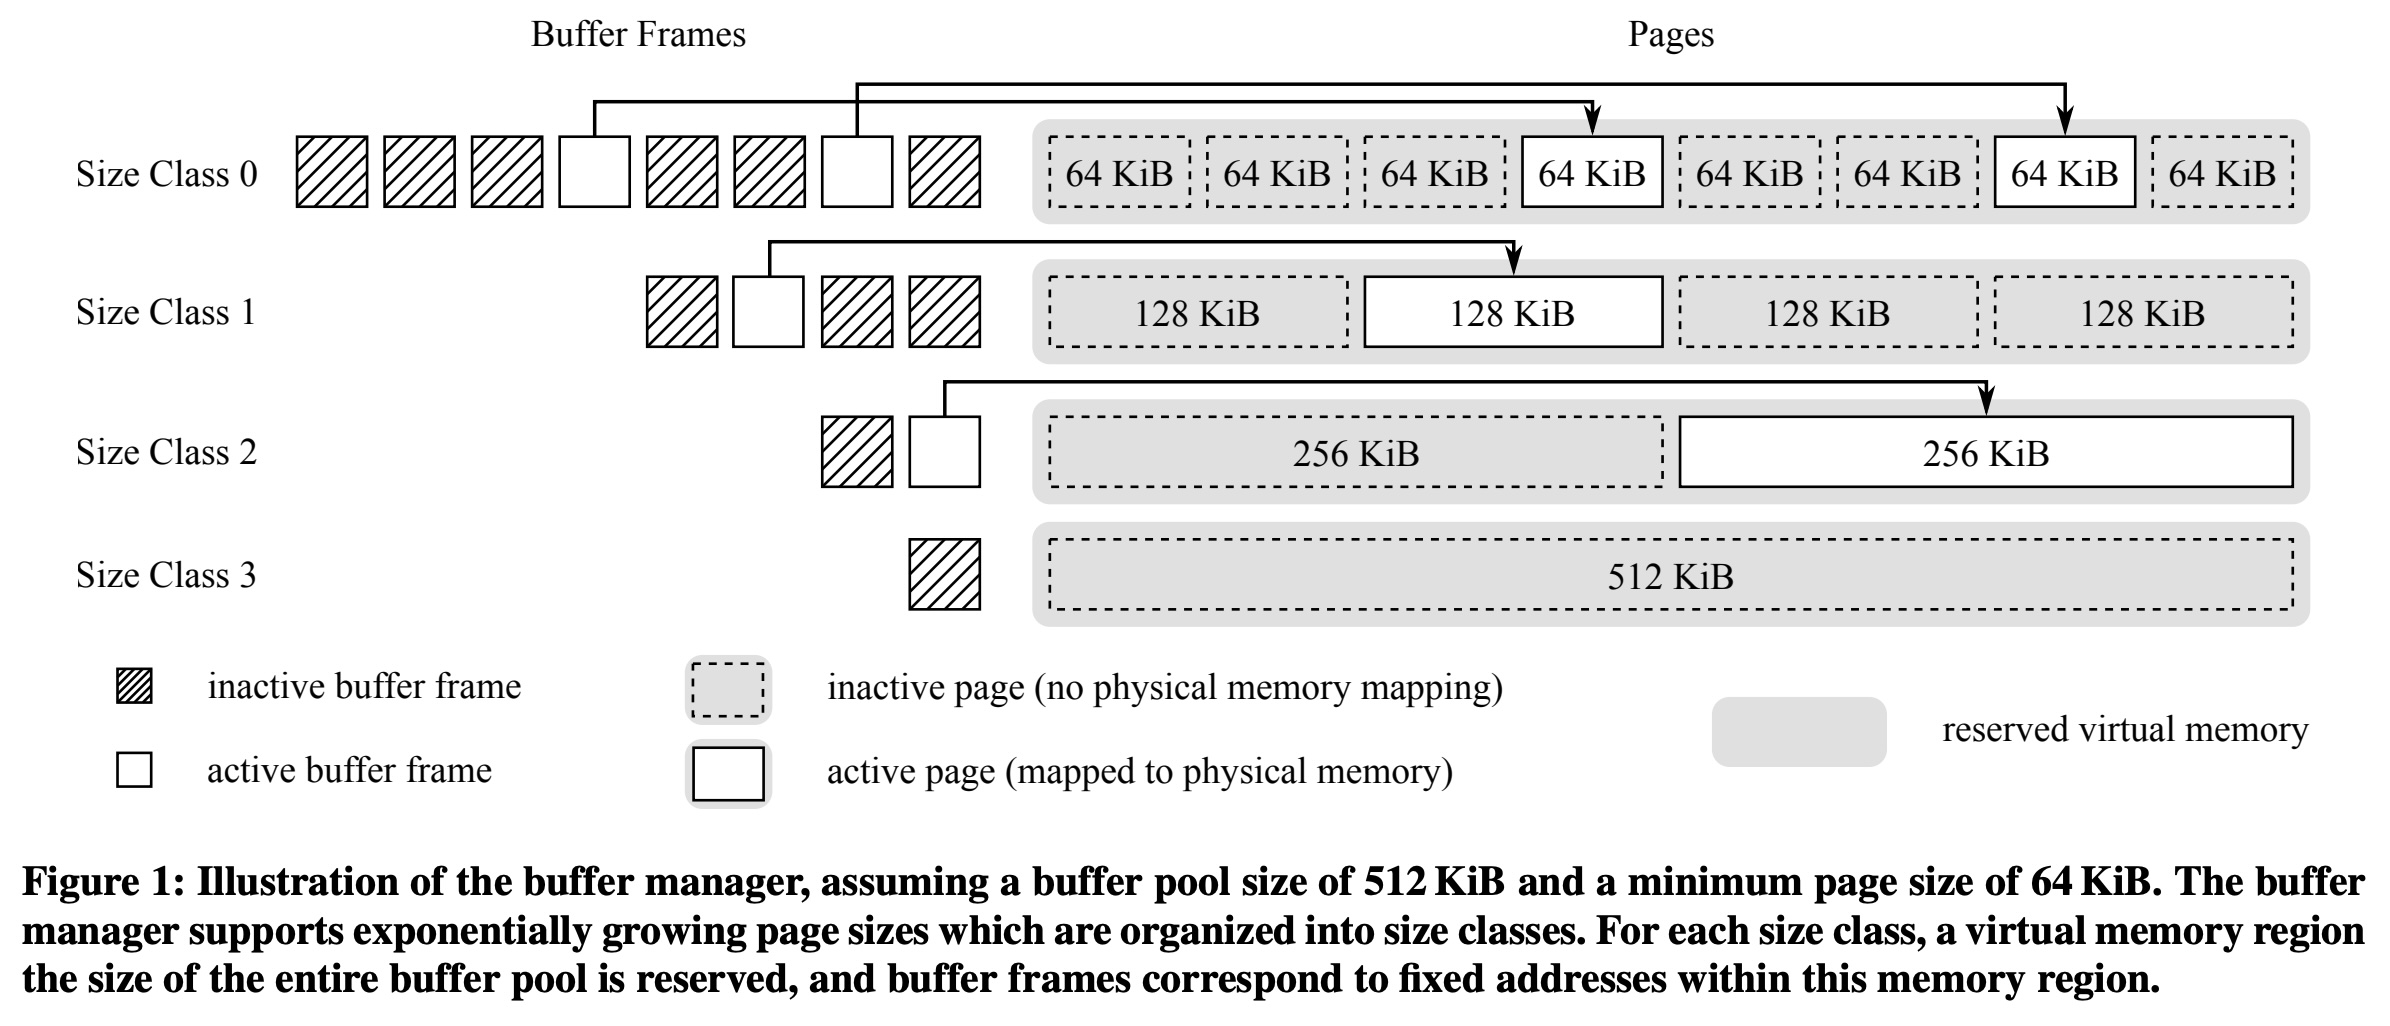 Buffer Frames Pages
Size Class 0 64 KiB 64 KiB 64 KiB 64 KiB 64 KiB 64 KiB 64 KiB 64 KiB
Size Class 1 128 KiB 128 KiB 128 KiB 128 KiB
Size Class 2 256 KiB 256 KiB
Size Class 3 512 KiB
inactive buffer frame inactive page (no physical memory mapping)
reserved virtual memory
active buffer frame active page (mapped to physical memory)
Figure 1: Illustration of the buffer manager, assuming a buffer pool size of 512 KiB and a minimum page size of 64 KiB. The buffer
manager supports exponentially growing page sizes which are organized into size classes. For each size class, a virtual memory region
the size of the entire buffer pool is reserved, and buffer frames correspond to fixed addresses within this memory region.